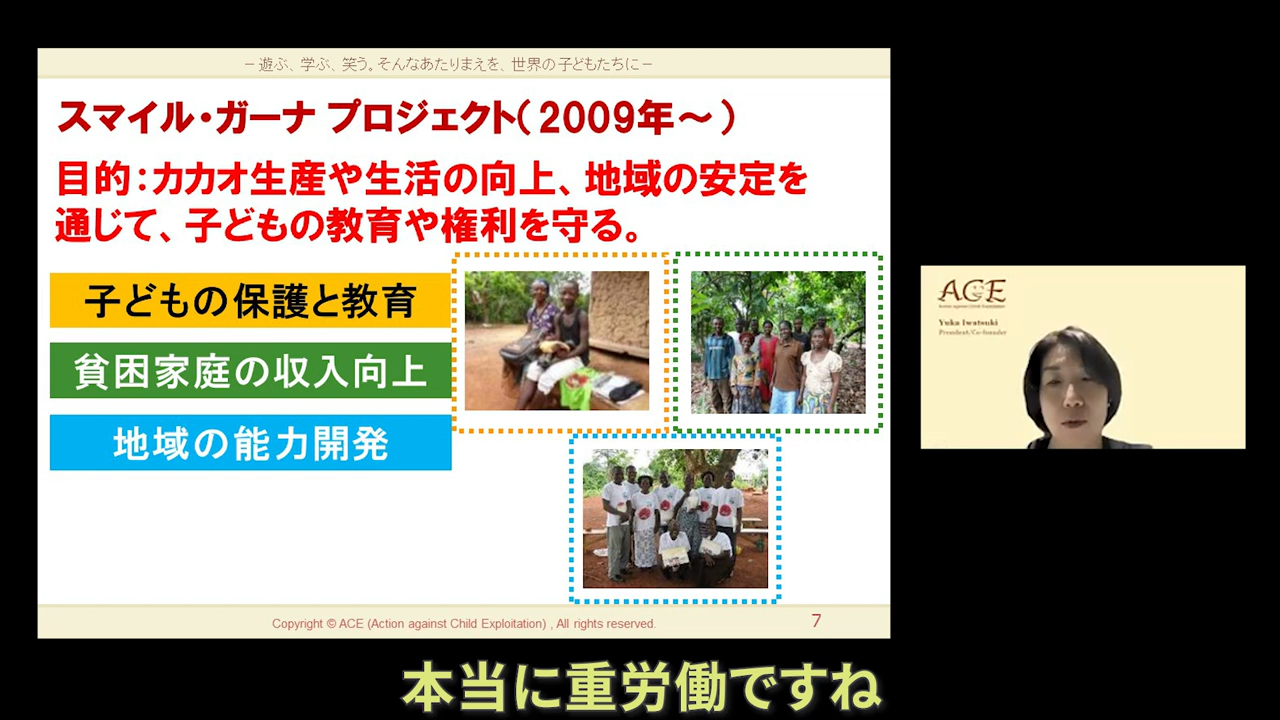 －遊ぶ、学ぶ、笑う。そんなあたりまえを、世界の子どもたちに－
スマイル・ガーナ プロジェクト（2009年～）
目的：カカオ生産や生活の向上、地域の安定を
通じて、子どもの教育や権利を守る。
子どもの保護と教育
貧困家庭の収入向上
地域の能力開発
Copyright © ACE (Action against Child Exploitation) , All rights reserved.
7
ACE
Action against Child Exploitation
Yuka Iwatsuki
President/Co-founder
本当に重労働ですね